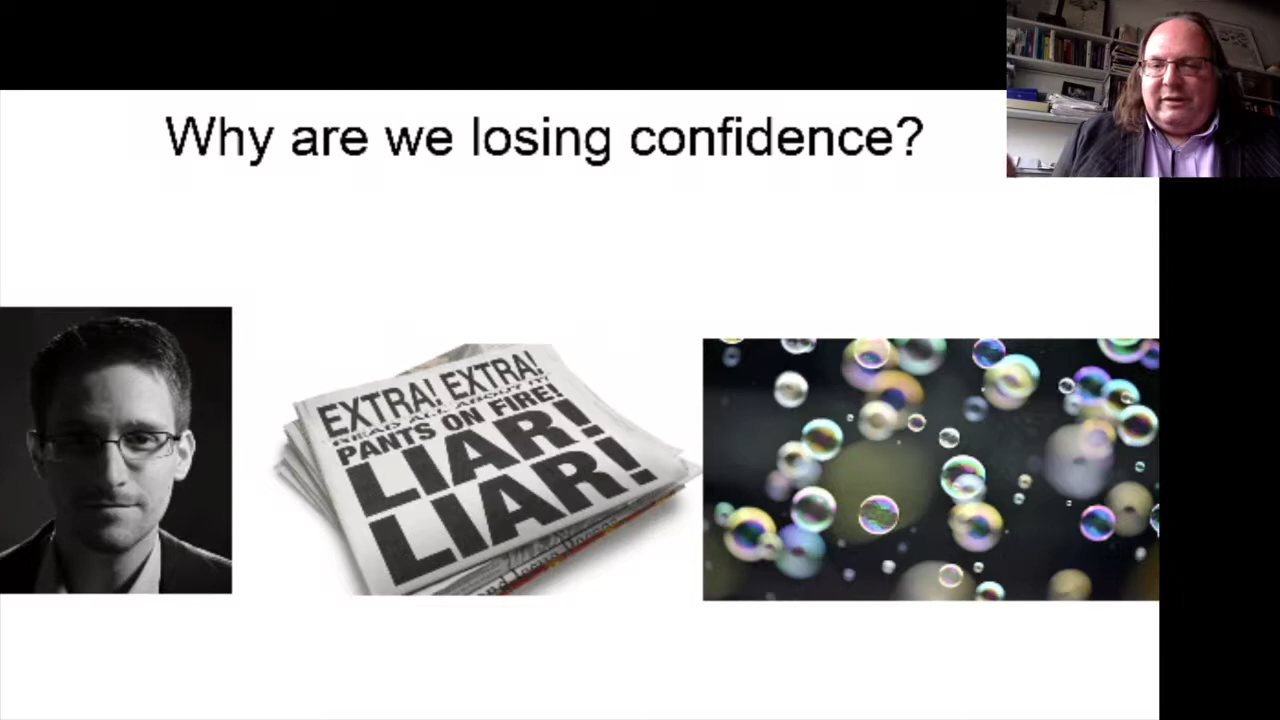 Why are we losing confidence?
EXTRA! EXTRA!
READ ALL ABOUT IT!
PANTS ON FIRE!
LIAR!
LIAR!